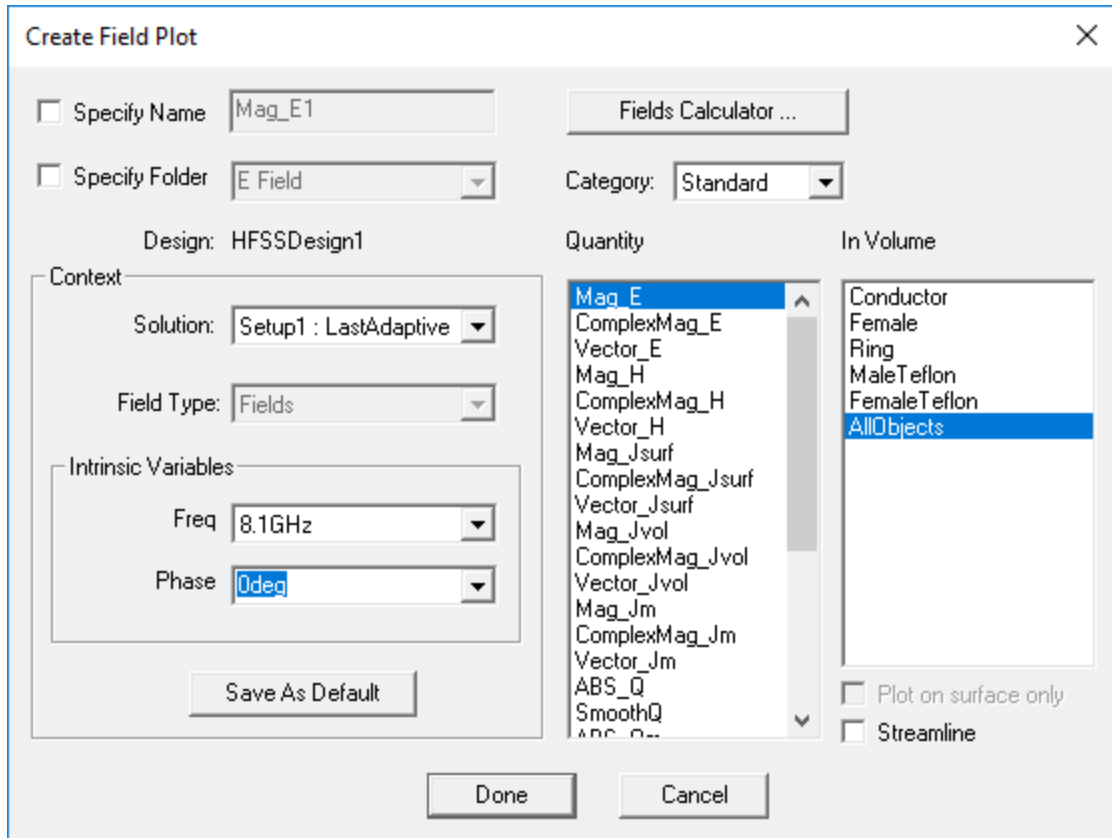 Create Field Plot
Specify Name
Mag_E1
Fields Calculator ...
Specify Folder
E Field
Category:
Standard
Design:
HFSSDesign1
Quantity
In Volume
Context
Solution:
Setup1 : LastAdaptive
Field Type:
Fields
Intrinsic Variables
Freq
8.1GHz
Phase
0deg
Save As Default
Mag_E
ComplexMag_E
Vector_E
Mag_H
ComplexMag_H
Vector_H
Mag_Jsurf
ComplexMag_Jsurf
Vector_Jsurf
Mag_Jvol
ComplexMag_Jvol
Vector_Jvol
Mag_Jm
ComplexMag_Jm
Vector_Jm
ABS_Q
SmoothQ
Conductor
Female
Ring
MaleTeflon
FemaleTeflon
AllObjects
Plot on surface only
Streamline
Done
Cancel